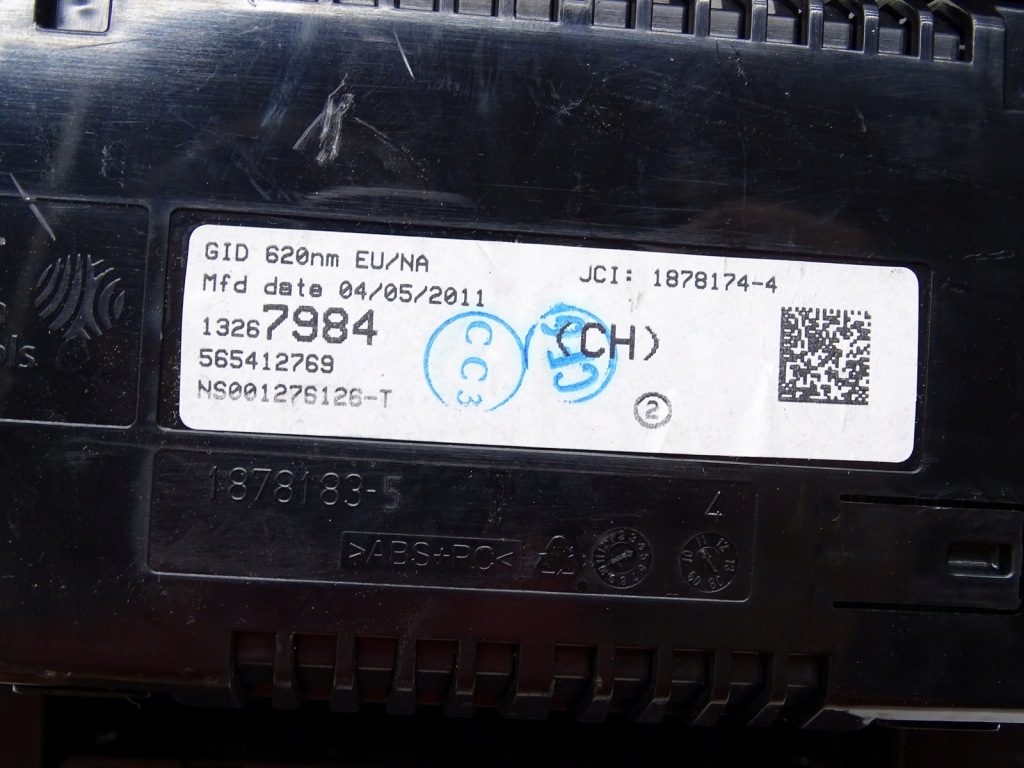 GID 620nm EU/NA
JCI: 1878174-4
Mfd date 04/05/2011
13267984
(CH)
565412769
NS001276126-T
CC3
2
ols
1878183-5
4
>ABS+PC<